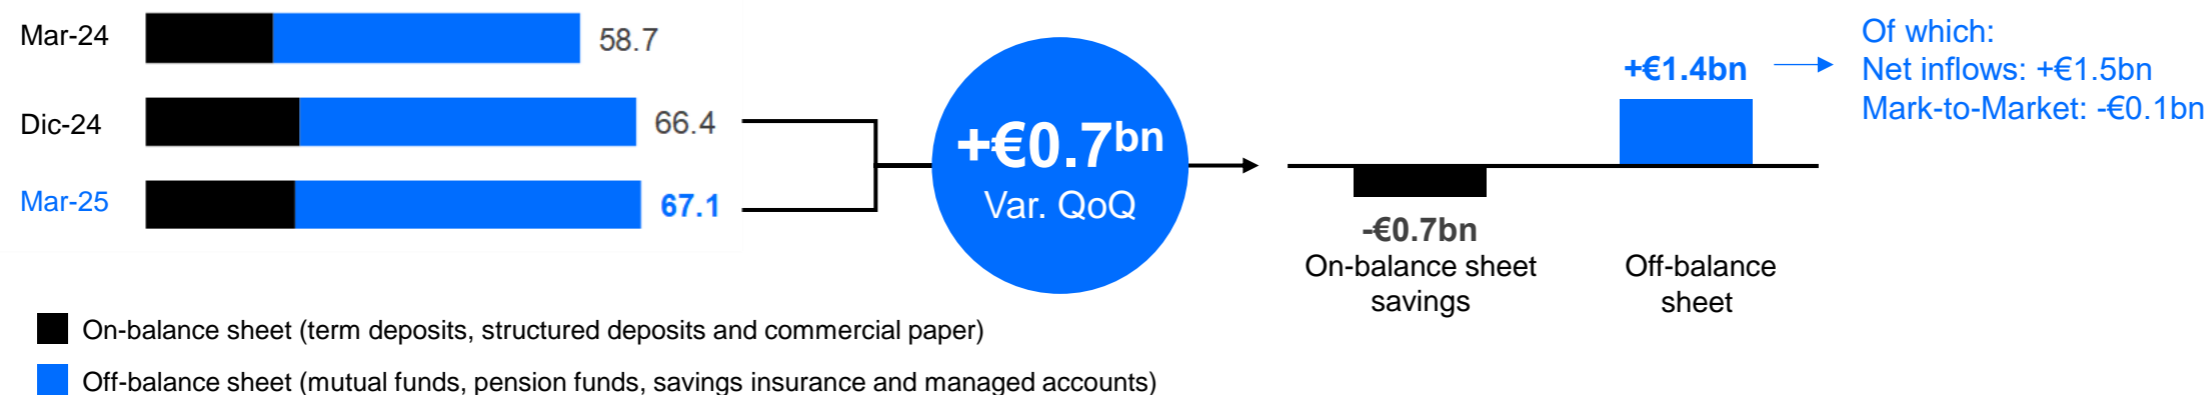 Mar-24
58.7
Dic-24
66.4
Mar-25
67.1
+€0.7bn
Var. QoQ
-€0.7bn
On-balance sheet
savings
+€1.4bn
Off-balance
sheet
Of which:
Net inflows: +€1.5bn
Mark-to-Market: -€0.1bn
On-balance sheet (term deposits, structured deposits and commercial paper)
Off-balance sheet (mutual funds, pension funds, savings insurance and managed accounts)